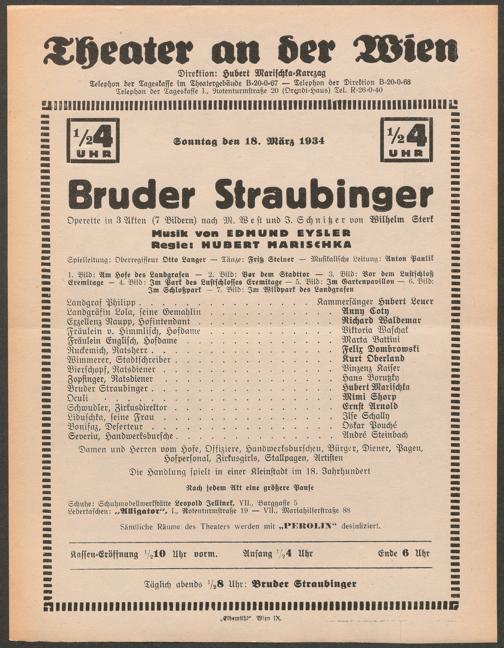 Theater an der Wien
Direktion: Hubert Marischka-Karczag
Telephon der Tageskasse im Theatergebäude B-20-0-67 — Telephon der Direktion B-20-0-68
Telephon der Tageskasse I., Rotenturmstraße 20 (Orendi-Haus) Tel. R-26-0-40
1/2 4 UHR
Sonntag den 18. März 1934
1/2 4 UHR
Bruder Straubinger
Operette in 3 Akten (7 Bildern) nach M. West und J. Schnitzer von Wilhelm Sterk
Musik von EDMUND EYSLER
Regie: HUBERT MARISCHKA
Spielleitung: Oberregisseur Otto Langer — Tänze: Fritz Steiner — Musikalische Leitung: Anton Paulik
1. Bild: Am Hofe des Landgrafen — 2. Bild: Vor dem Stadttor — 3. Bild: Vor dem Lustschloß
Eremitage — 4. Bild: Im Park des Lustschlosses Eremitage — 5. Bild: Im Gartenpavillon — 6. Bild:
Im Schloßpark — 7. Bild: Im Wildpark des Landgrafen
Landgraf Philipp . . . Kammersänger Hubert Leuer
Landgräfin Lola, seine Gemahlin . . . Anny Coty
Exzellenz Naupp, Hofintendant . . . Richard Waldemar
Fräulein v. Himmlisch, Hofdame . . . Viktoria Waschak
Fräulein Englisch, Hofdame . . . Marta Battini
Ruckemich, Ratsherr . . . Felix Dombrowski
Wimmerer, Stadtschreiber . . . Kurt Oberland
Bierschopf, Ratsdiener . . . Vinzenz Kaiser
Zopfinger, Ratsdiener . . . Hans Borutzky
Bruder Straubinger . . . Hubert Marischka
Oculi . . . Mimi Shorp
Schwudler, Zirkusdirektor . . . Ernst Arnold
Liduschka, seine Frau . . . Ilse Schally
Bonifaz, Deserteur . . . Oskar Pouché
Severin, Handwerksbursche . . . André Steinbach
Damen und Herren vom Hofe, Offiziere, Handwerksburschen, Bürger, Diener, Pagen,
Hofpersonal, Zirkusgirls, Stallpagen, Artisten
Die Handlung spielt in einer Kleinstadt im 18. Jahrhundert
Nach jedem Akt eine größere Pause
Schuhe: Schuhmodellwerkstätte Leopold Jellinek, VII., Burggasse 5
Ledertaschen: „Alligator“, I., Rotenturmstraße 19 — VII., Mariahilferstraße 88
Sämtliche Räume des Theaters werden mit „PEROLIN“ desinfiziert.
Kassen-Eröffnung 1/2 10 Uhr vorm. Anfang 1/2 4 Uhr Ende 6 Uhr
Täglich abends 1/2 8 Uhr: Bruder Straubinger
„Elbemühl“, Wien IX.